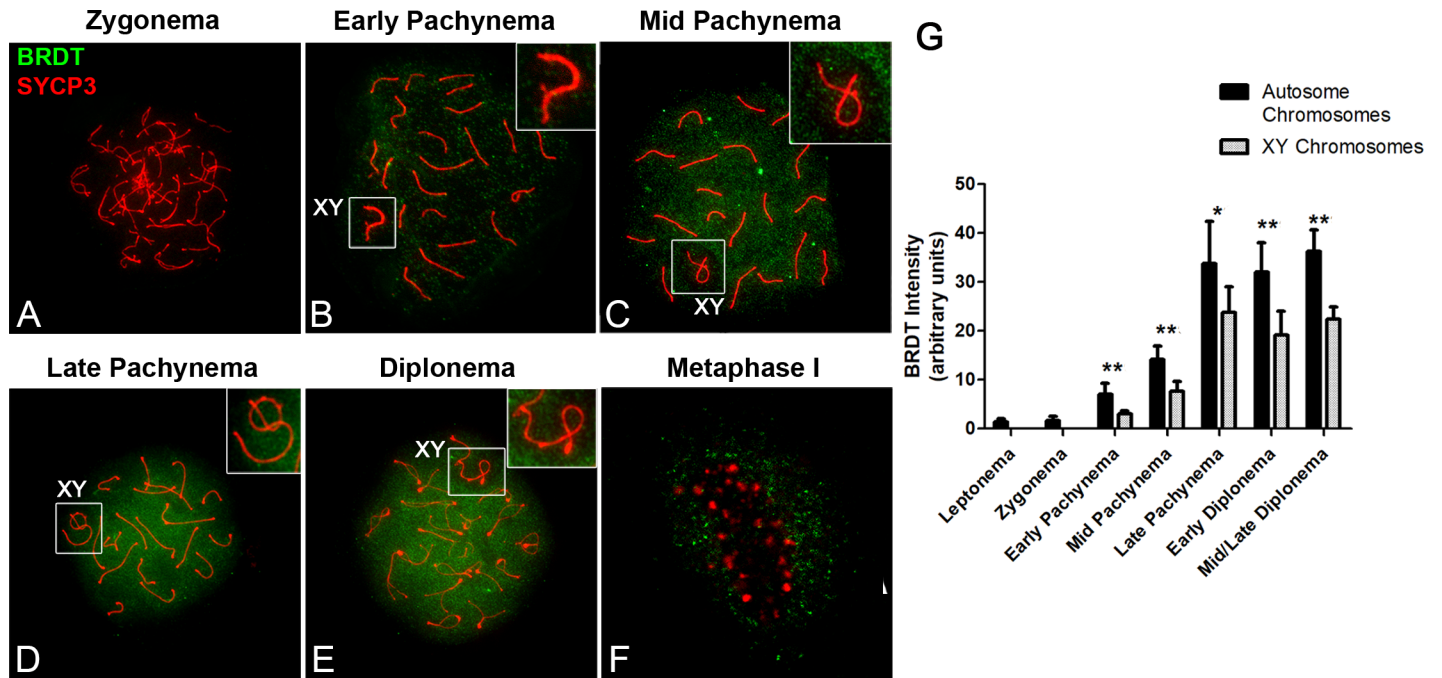 Zygonema
Early Pachynema
Mid Pachynema
BRDT
SYCP3
A
XY
B
XY
C
Late Pachynema
Diplonema
Metaphase I
XY
D
XY
E
F
G
Autosome
Chromosomes
XY Chromosomes
BRDT Intensity
(arbitrary units)
50
40
30
20
10
0
**
**
*
**
**
Leptonema
Zygonema
Early Pachynema
Mid Pachynema
Late Pachynema
Early Diplonema
Mid/Late Diplonema